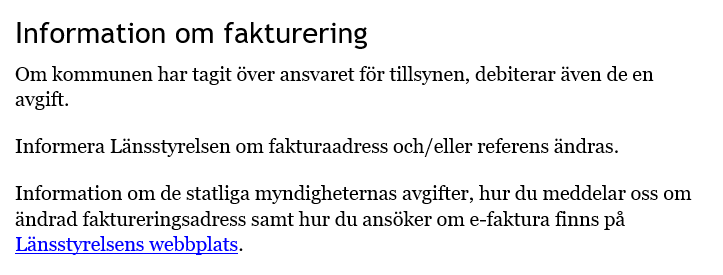 Information om fakturering
Om kommunen har tagit över ansvaret för tillsynen, debiterar även de en
avgift.
Informera Länsstyrelsen om fakturaadress och/eller referens ändras.
Information om de statliga myndigheternas avgifter, hur du meddelar oss om
ändrad faktureringsadress samt hur du ansöker om e-faktura finns på
Länsstyrelsens webbplats.